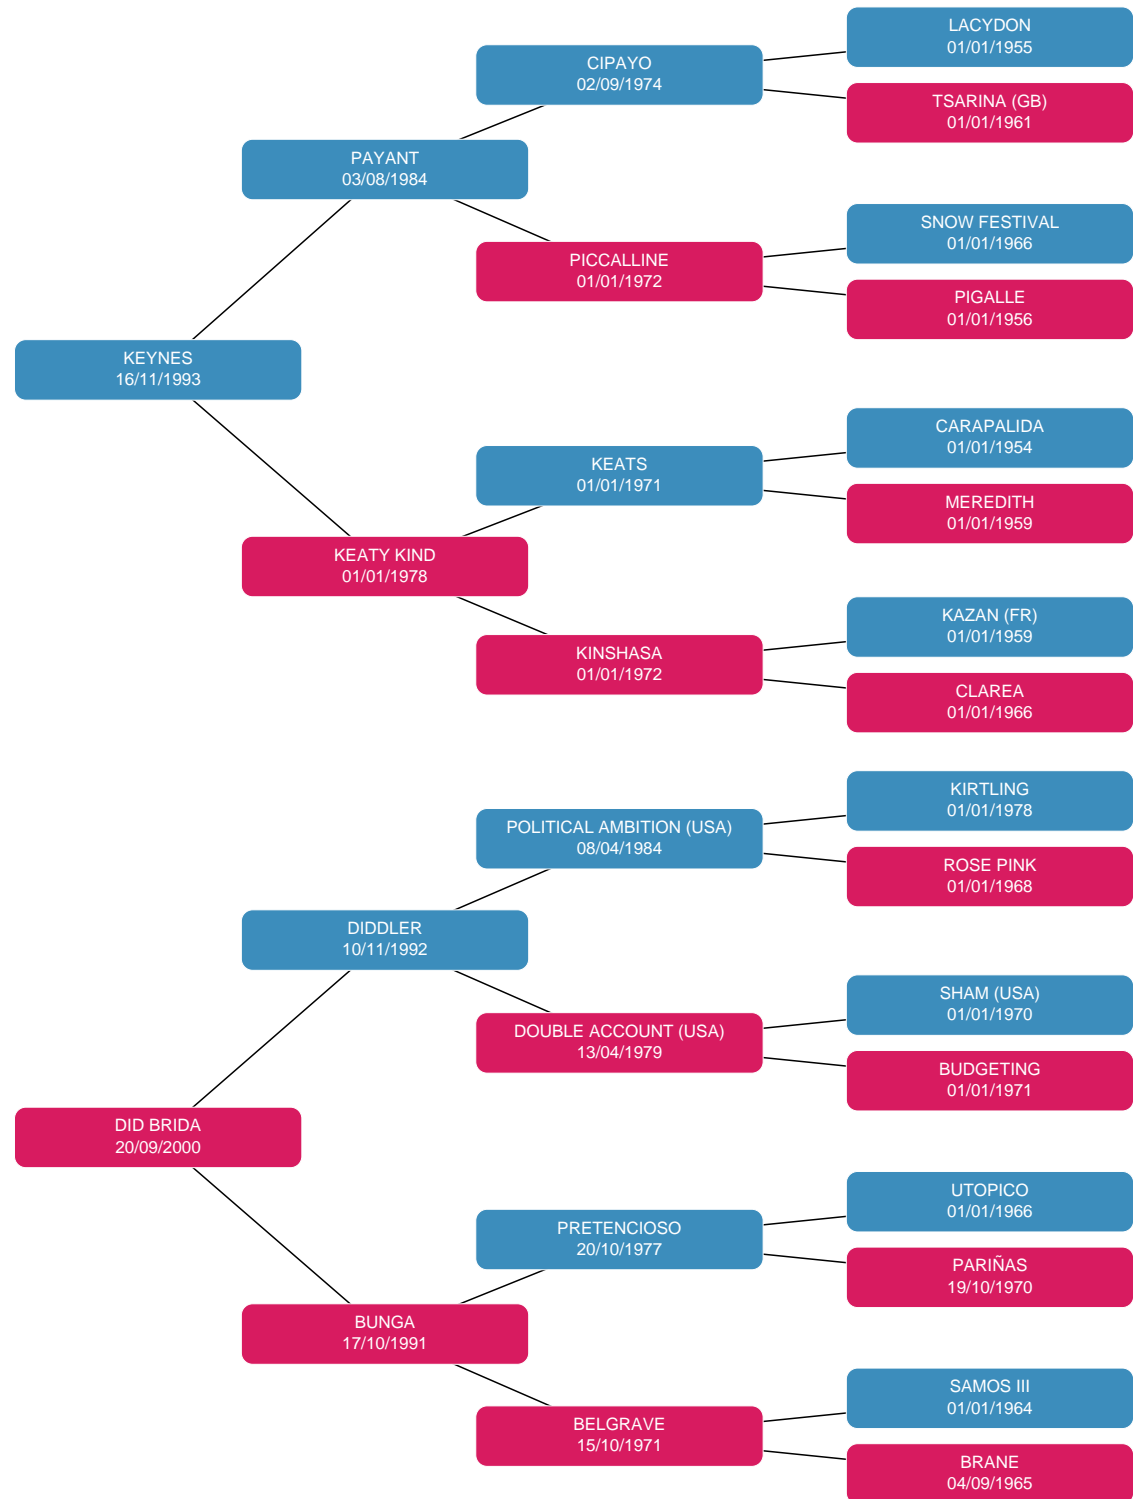 LACYDON
01/01/1955
CIPAYO
02/09/1974
TSARINA (GB)
01/01/1961
PAYANT
03/08/1984
SNOW FESTIVAL
01/01/1966
PICCALLINE
01/01/1972
PIGALLE
01/01/1956
KEYNES
16/11/1993
CARAPALIDA
01/01/1954
KEATS
01/01/1971
MEREDITH
01/01/1959
KEATY KIND
01/01/1978
KAZAN (FR)
01/01/1959
KINSHASA
01/01/1972
CLAREA
01/01/1966
KIRTLING
01/01/1978
POLITICAL AMBITION (USA)
08/04/1984
ROSE PINK
01/01/1968
DIDDLER
10/11/1992
SHAM (USA)
01/01/1970
DOUBLE ACCOUNT (USA)
13/04/1979
BUDGETING
01/01/1971
DID BRIDA
20/09/2000
UTOPICO
01/01/1966
PRETENCIOSO
20/10/1977
PARIÑAS
19/10/1970
BUNGA
17/10/1991
SAMOS III
01/01/1964
BELGRAVE
15/10/1971
BRANE
04/09/1965